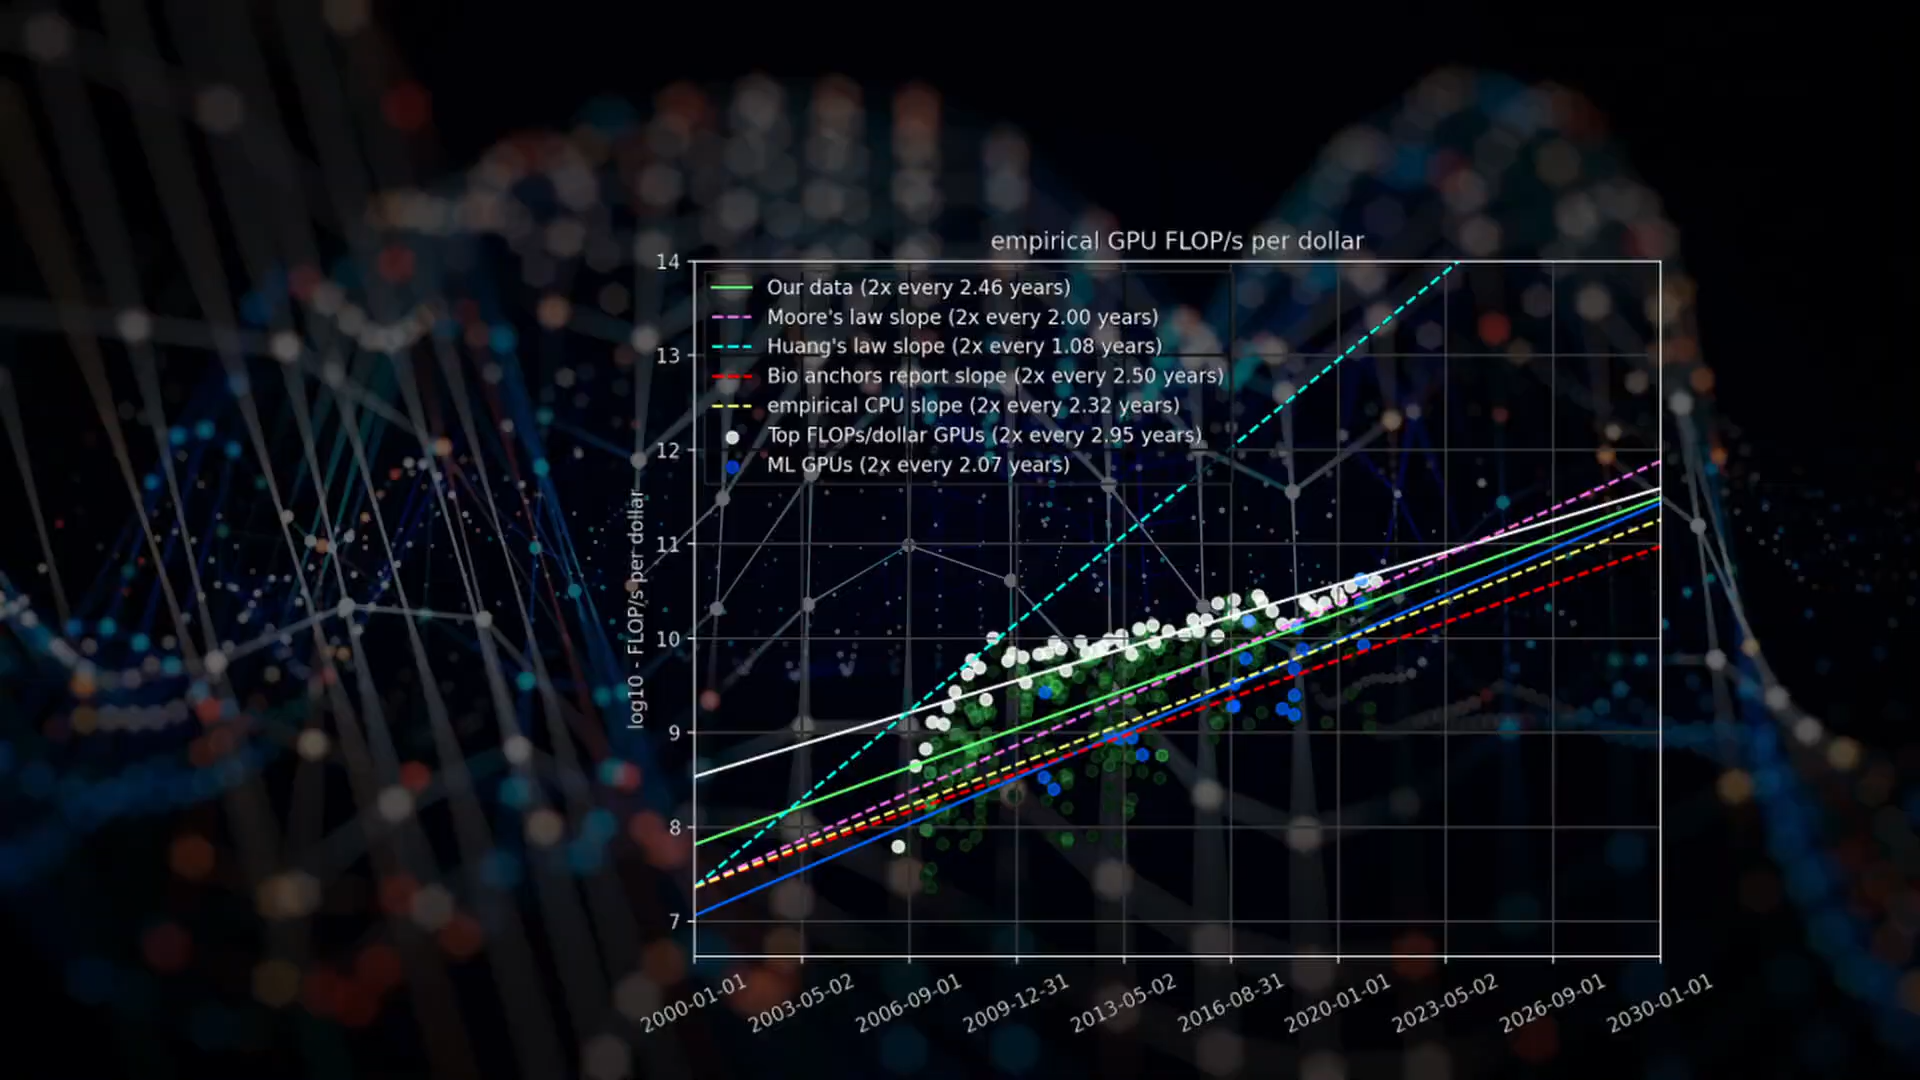 empirical GPU FLOP/s per dollar
14
13
12
11
10
9
8
7
log10 - FLOP/s per dollar
Our data (2x every 2.46 years)
Moore's law slope (2x every 2.00 years)
Huang's law slope (2x every 1.08 years)
Bio anchors report slope (2x every 2.50 years)
empirical CPU slope (2x every 2.32 years)
Top FLOPs/dollar GPUs (2x every 2.95 years)
ML GPUs (2x every 2.07 years)
2000-01-01
2003-05-02
2006-09-01
2009-12-31
2013-05-02
2016-08-31
2020-01-01
2023-05-02
2026-09-01
2030-01-01